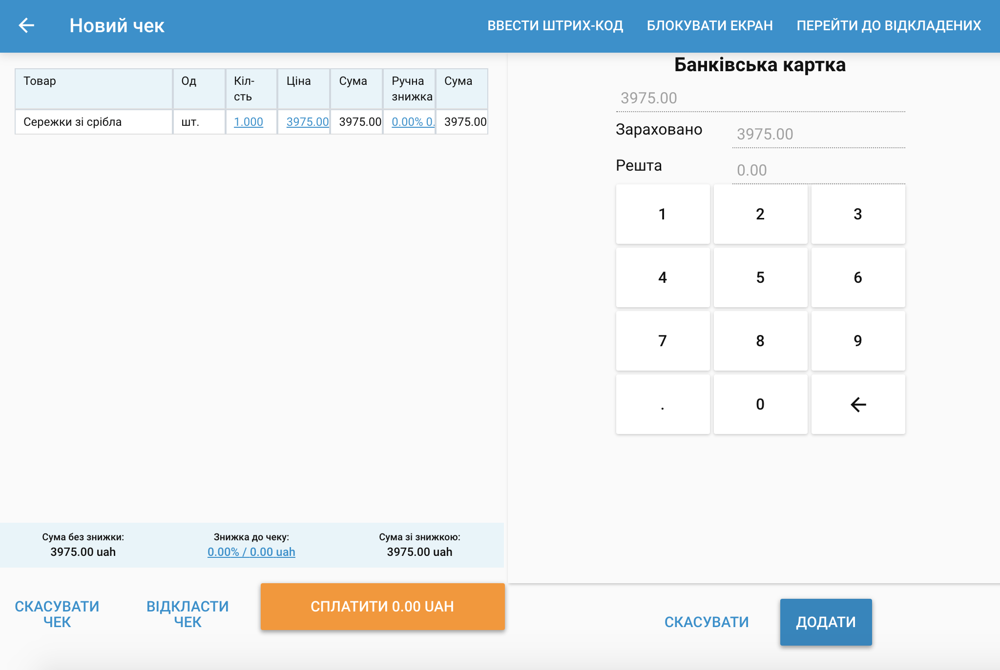 Новий чек
ВВЕСТИ ШТРИХ-КОД
БЛОКУВАТИ ЕКРАН
ПЕРЕЙТИ ДО ВІДКЛАДЕНИХ
Товар
Од
Кіл-
сть
Ціна
Сума
Ручна
знижка
Сума
Сережки зі срібла
шт.
1.000
3975.00
3975.00
0.00% 0.
3975.00
Сума без знижки:
3975.00 uah
Знижка до чеку:
0.00% / 0.00 uah
Сума зі знижкою:
3975.00 uah
СКАСУВАТИ
ЧЕК
ВІДКЛАСТИ
ЧЕК
СПЛАТИТИ 0.00 UAH
Банківська картка
3975.00
Зараховано
3975.00
Решта
0.00
1
2
3
4
5
6
7
8
9
.
0
СКАСУВАТИ
ДОДАТИ